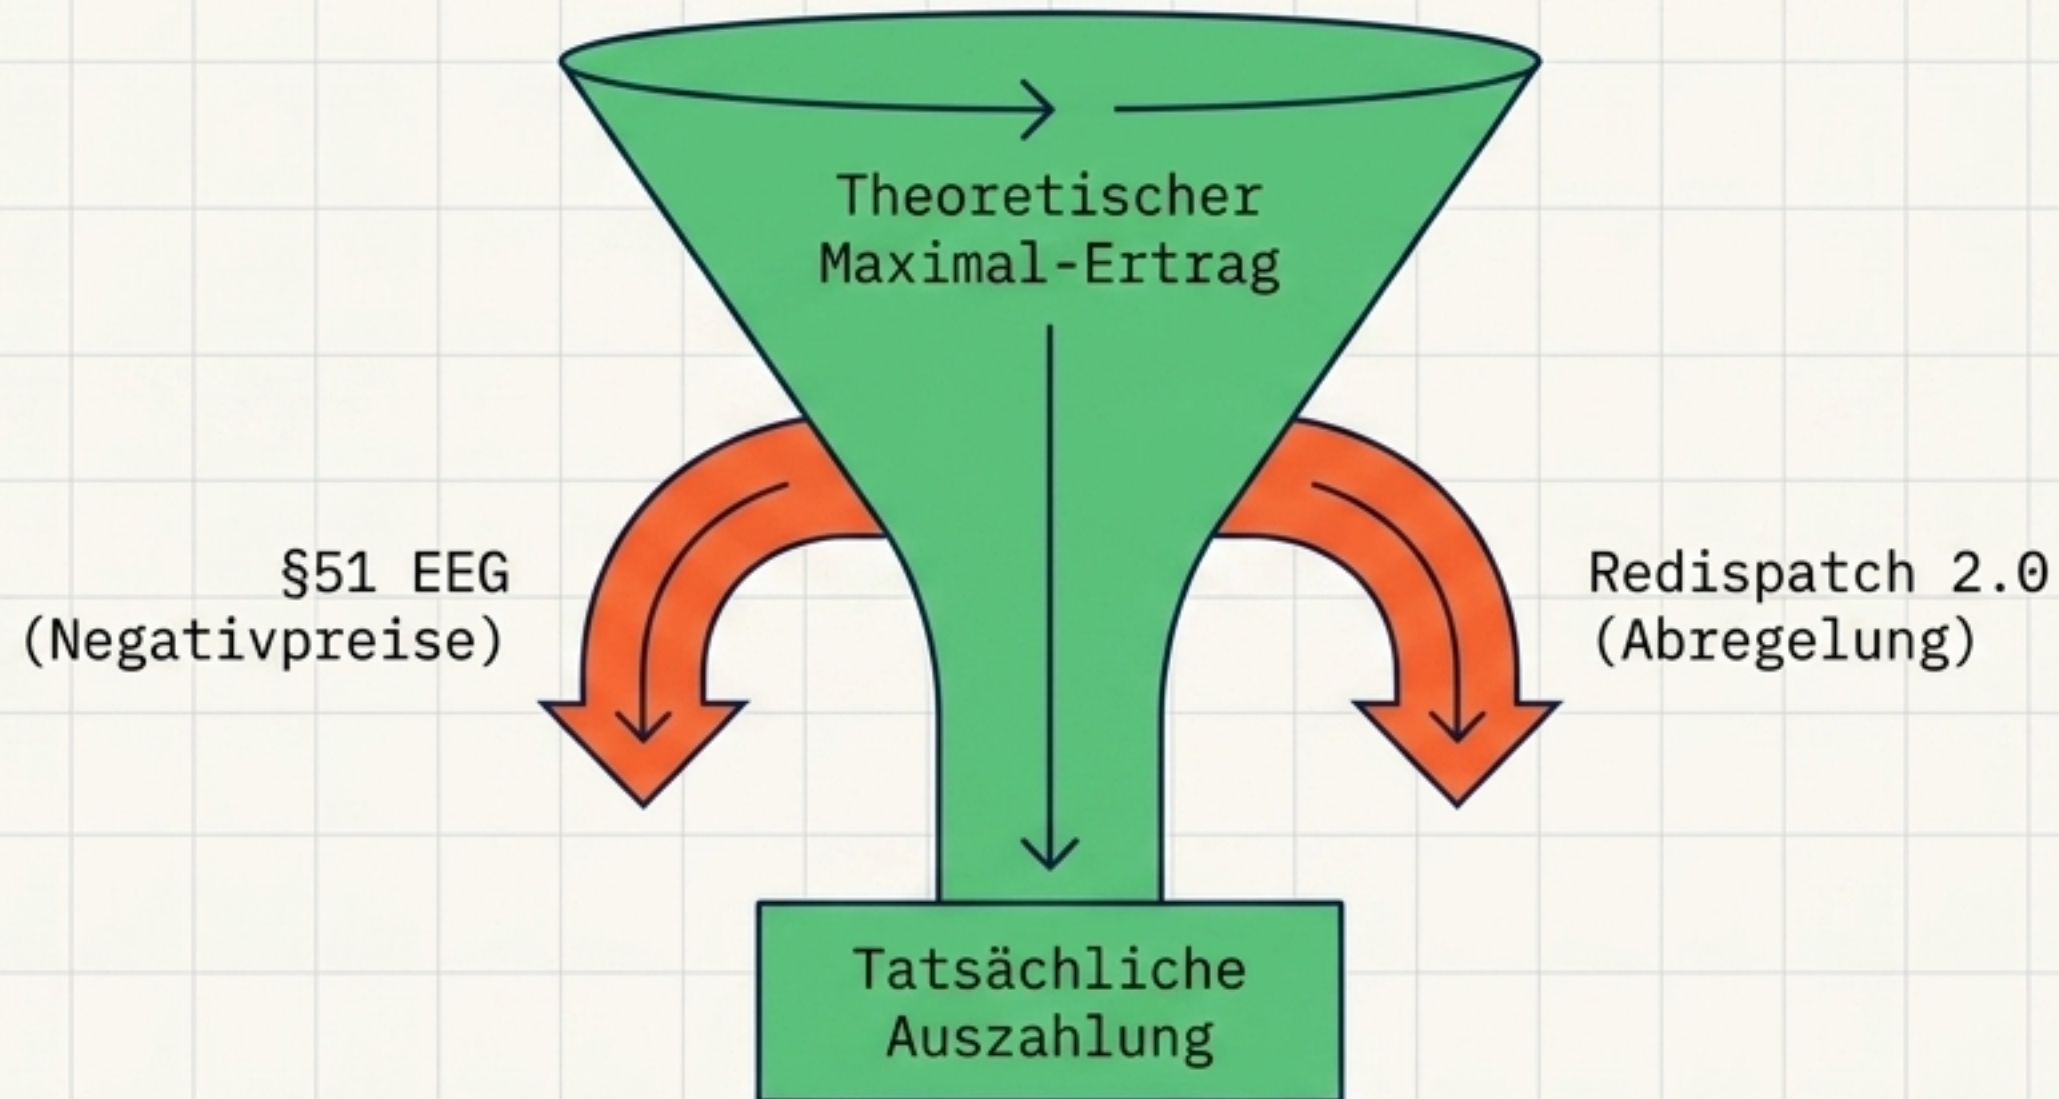 Theoretischer
Maximal-Ertrag
§51 EEG
(Negativpreise)
Redispatch 2.0
(Abregelung)
Tatsächliche
Auszahlung